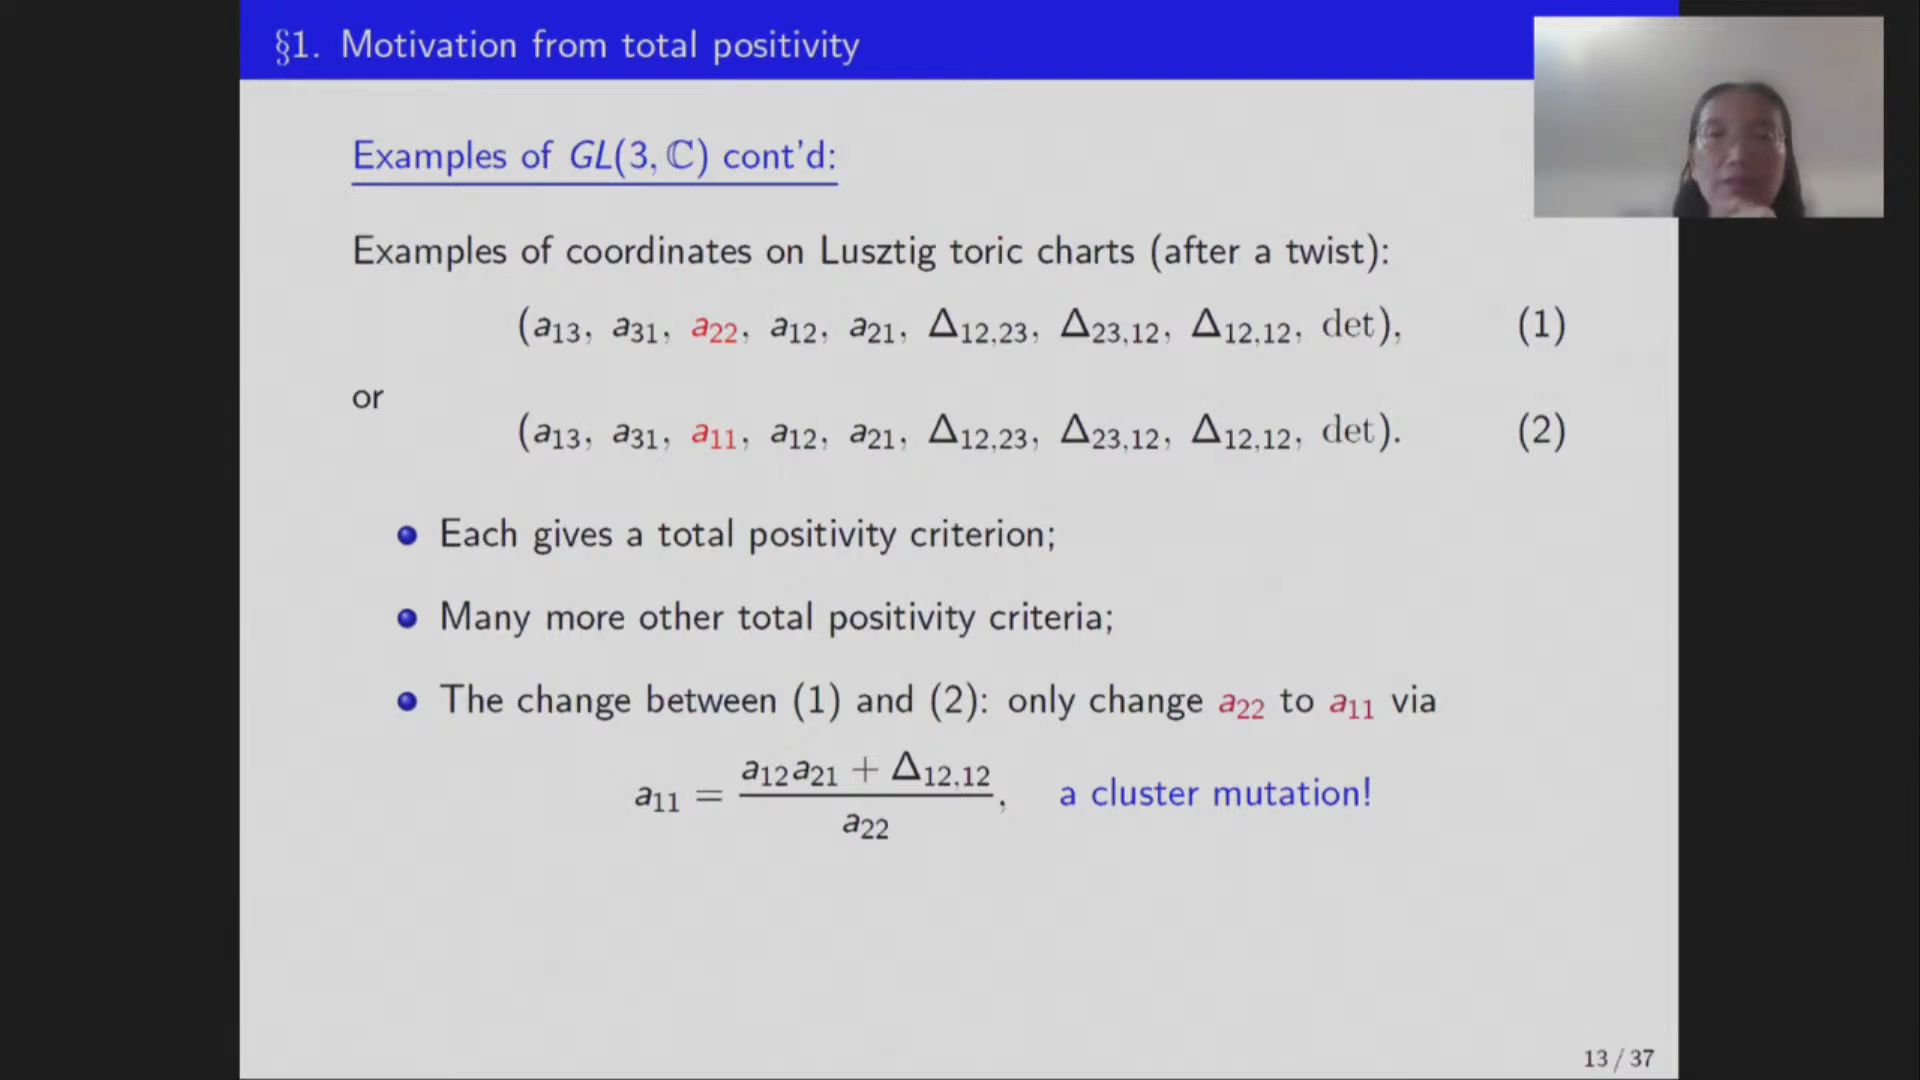 §1. Motivation from total positivity
Examples of GL(3, ℂ) cont'd:
Examples of coordinates on Lusztig toric charts (after a twist):
(a₁₃, a₃₁, a₂₂, a₁₂, a₂₁, Δ₁₂,₂₃, Δ₂₃,₁₂, Δ₁₂,₁₂, det), (1)
or
(a₁₃, a₃₁, a₁₁, a₁₂, a₂₁, Δ₁₂,₂₃, Δ₂₃,₁₂, Δ₁₂,₁₂, det). (2)
• Each gives a total positivity criterion;
• Many more other total positivity criteria;
• The change between (1) and (2): only change a₂₂ to a₁₁ via
a₁₁ = (a₁₂a₂₁ + Δ₁₂,₁₂) / a₂₂, a cluster mutation!
13 / 37